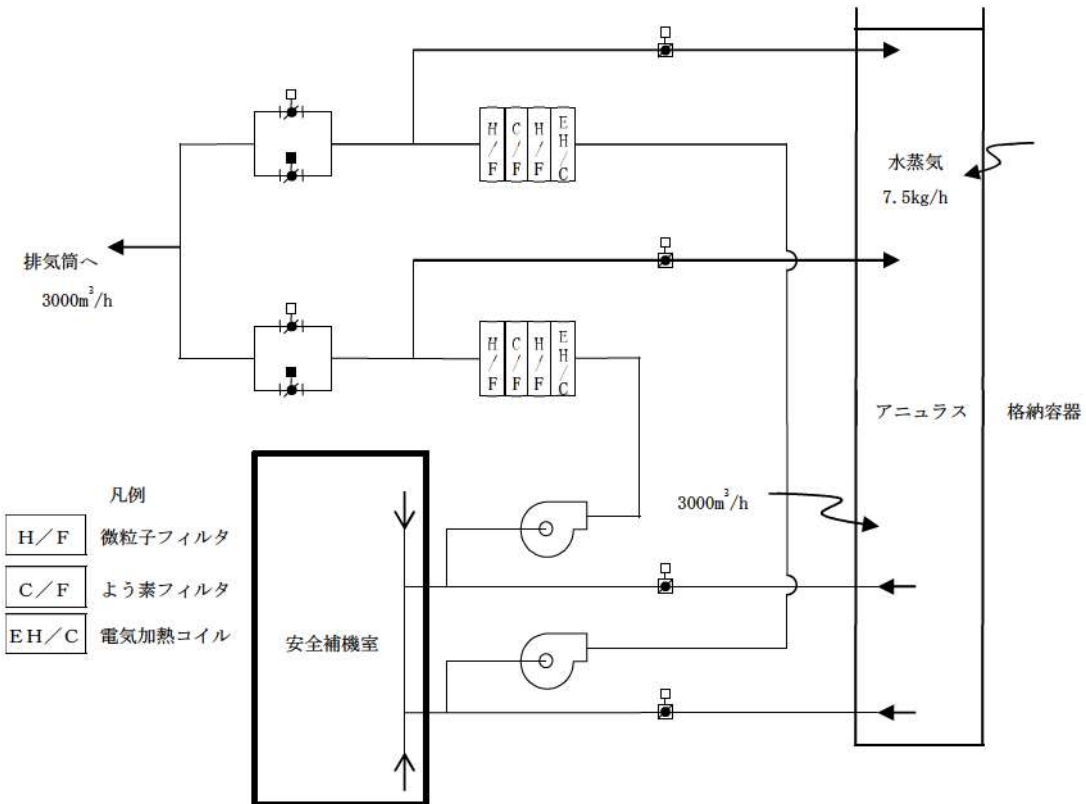 H/F
C/F
H/F
EH/C
水蒸気
7.5kg/h
排気筒へ
3000m³/h
H/F
C/F
H/F
EH/C
アニュラス
格納容器
3000m³/h
凡例
H/F 微粒子フィルタ
C/F よう素フィルタ
EH/C 電気加熱コイル
安全補機室